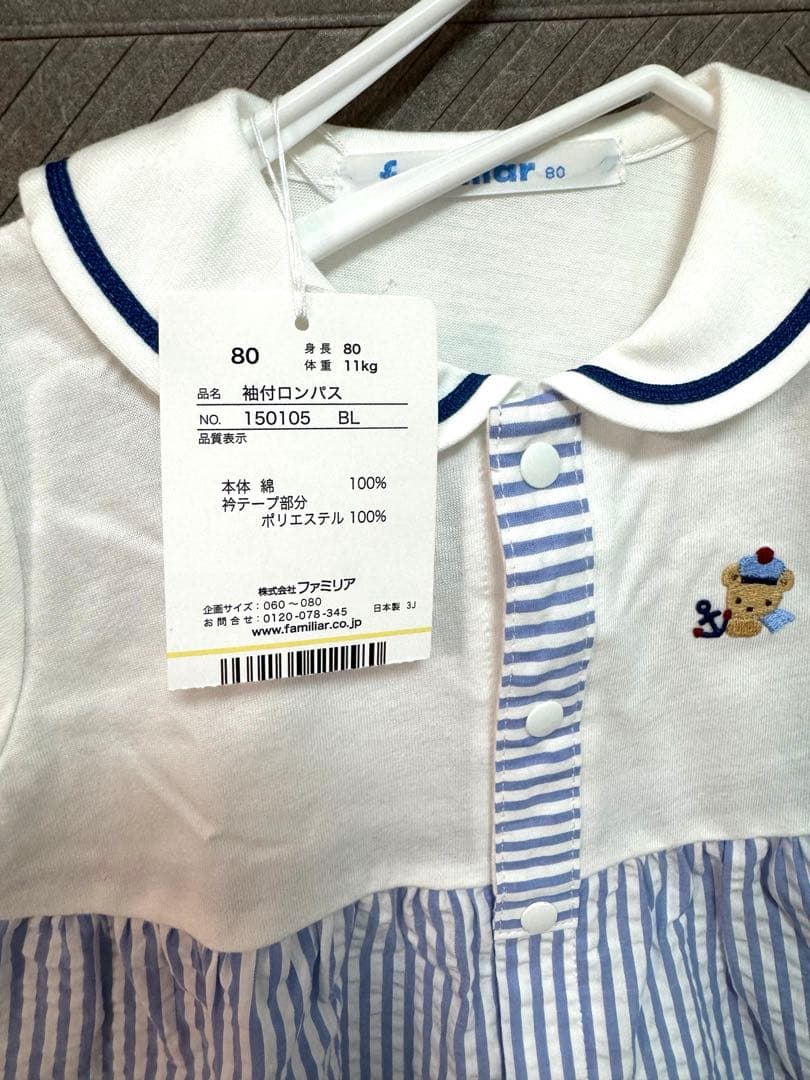 familiar 80
80
身長 80
体重 11kg
品名 袖付ロンパス
NO. 150105 BL
品質表示
本体 綿 100%
衿テープ部分
ポリエステル 100%
株式会社ファミリア
企画サイズ：060～080
お問合せ：0120-078-345
日本製 3J
www.familiar.co.jp